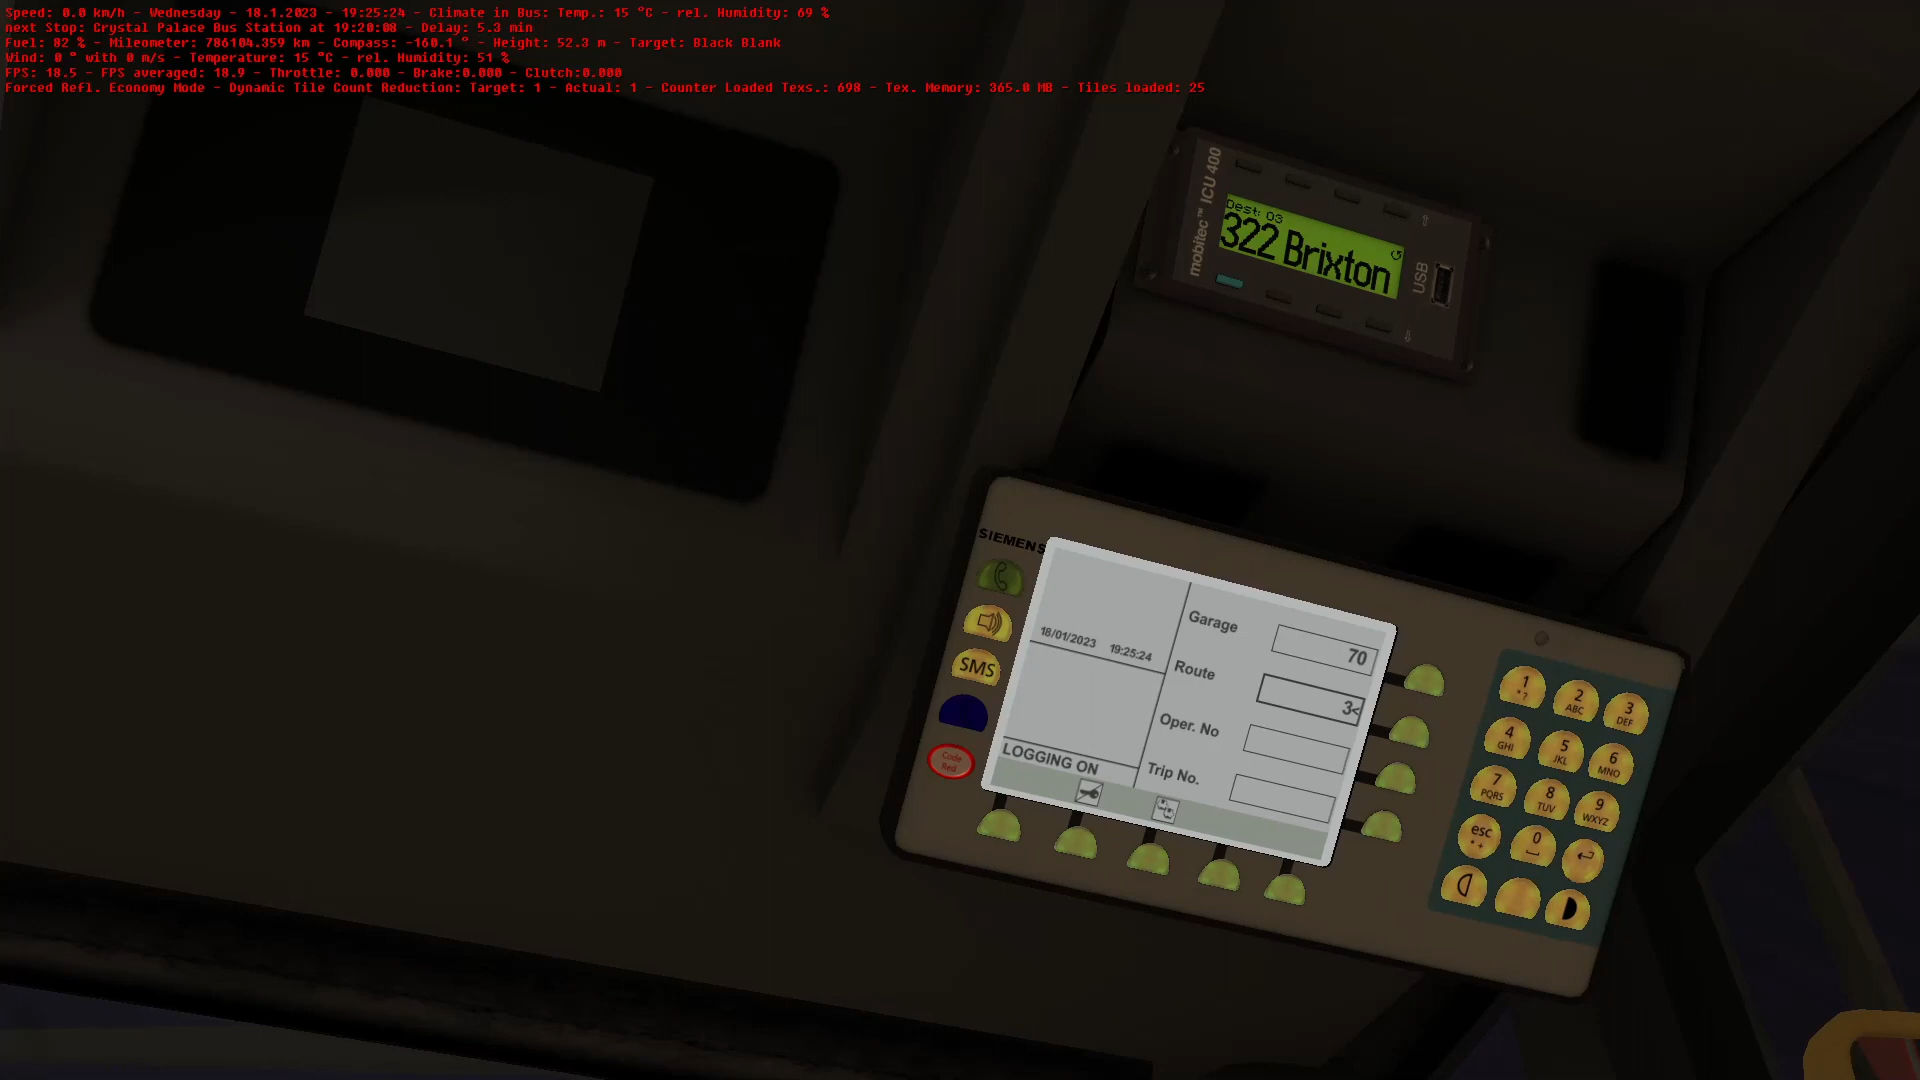 Speed: 0.0 km/h - Wednesday - 18.1.2023 - 19:25:24 - Climate in Bus: Temp.: 15 °C - rel. Humidity: 69 %
next Stop: Crystal Palace Bus Station at 19:20:08 - Delay: 5.3 min
Fuel: 82 % - Mileometer: 786104.359 km - Compass: -160.1 ° - Height: 52.3 m - Target: Black Blank
Wind: 0 ° with 0 m/s - Temperature: 15 °C - rel. Humidity: 51 %
FPS: 18.5 - FPS averaged: 18.9 - Throttle: 0.000 - Brake:0.000 - Clutch:0.000
Forced Refl. Economy Mode - Dynamic Tile Count Reduction: Target: 1 - Actual: 1 - Counter Loaded Texs.: 698 - Tex. Memory: 365.0 MB - Tiles loaded: 25
mobitec™ ICU 400
Dest: 03
322 Brixton
USB
SIEMENS
SMS
Code
Red
18/01/2023 19:25:24
LOGGING ON
Garage 70
Route 3<
Oper. No
Trip No.
1 *?
2 ABC
3 DEF
4 GHI
5 JKL
6 MNO
7 PQRS
8 TUV
9 WXYZ
esc
0